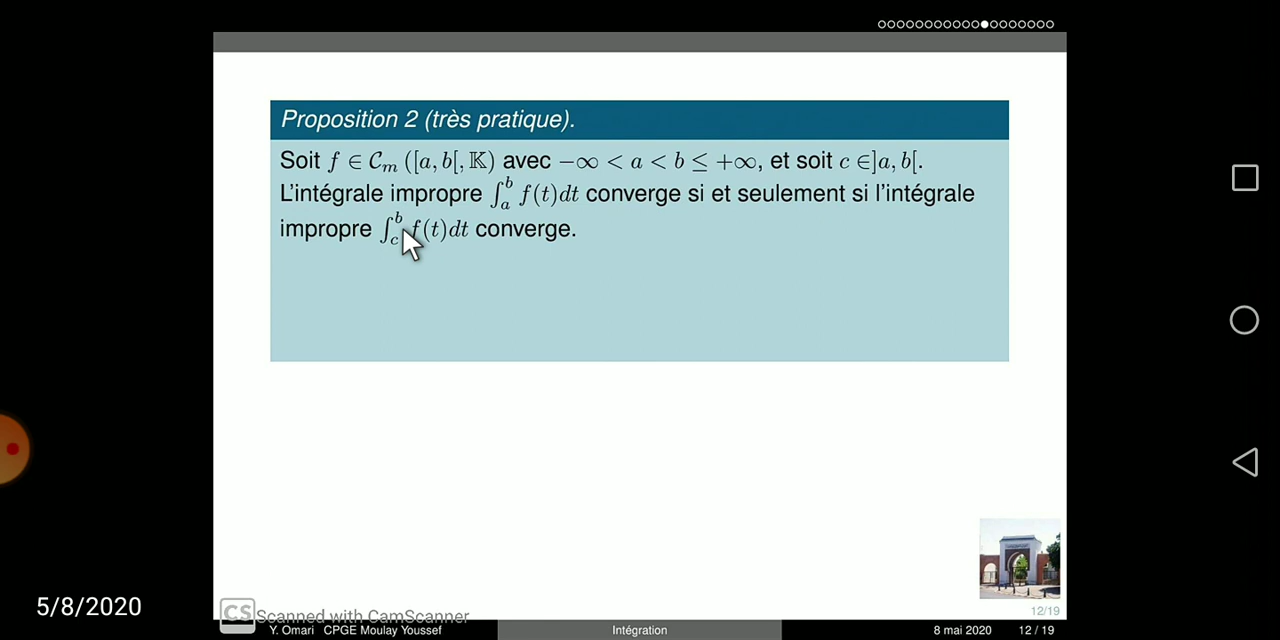 Proposition 2 (très pratique).
Soit f ∈ 𝒞ₘ ([a, b[, 𝕂) avec −∞ < a < b ≤ +∞, et soit c ∈]a, b[.
L'intégrale impropre ∫ₐᵇ f(t)dt converge si et seulement si l'intégrale
impropre ∫_c^b f(t)dt converge.
12/19
5/8/2020
CS Scanned with CamScanner
Y. Omari CPGE Moulay Youssef Intégration 8 mai 2020 12 / 19